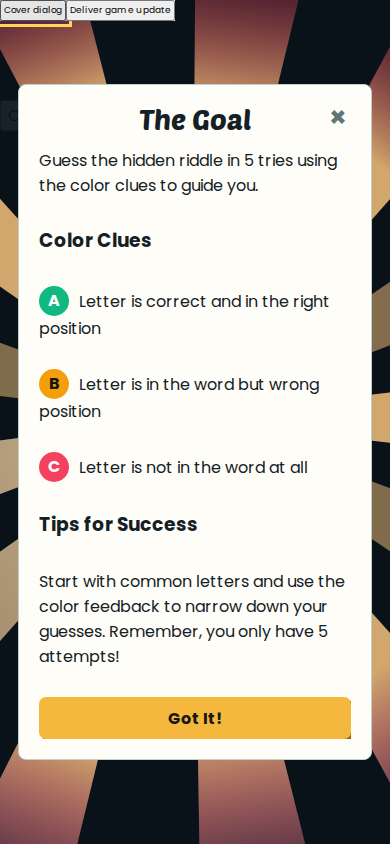 Cover dialog Deliver game update
The Goal ✖
Guess the hidden riddle in 5 tries using
the color clues to guide you.
Color Clues
A Letter is correct and in the right
position
B Letter is in the word but wrong
position
C Letter is not in the word at all
Tips for Success
Start with common letters and use the
color feedback to narrow down your
guesses. Remember, you only have 5
attempts!
Got It!